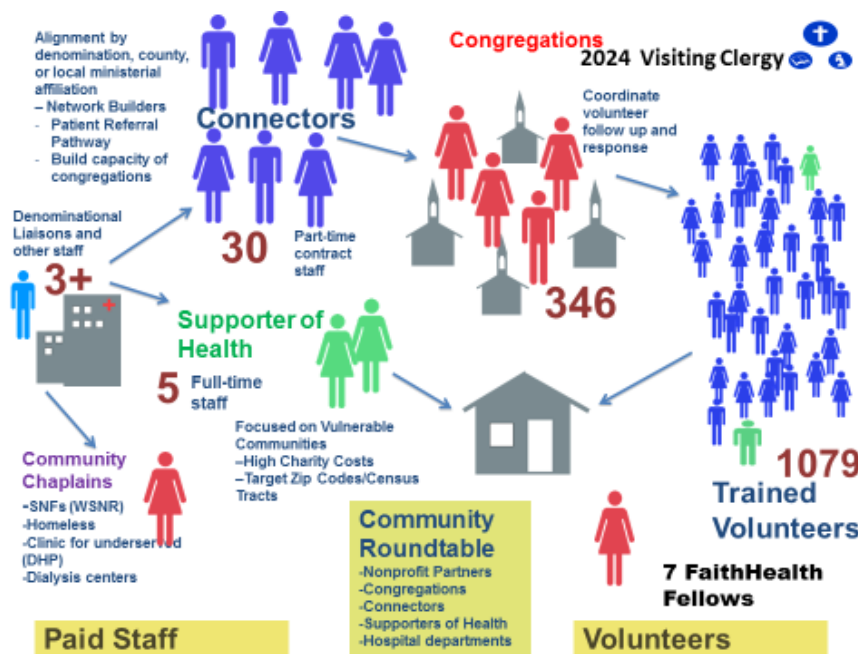 Alignment by
denomination, county,
or local ministerial
affiliation
– Network Builders
- Patient Referral
Pathway
- Build capacity of
congregations
Connectors
30
Part-time
contract
staff
Congregations
2024 Visiting Clergy
Coordinate
volunteer
follow up and
response
346
Denominational
Liaisons and
other staff
3+
Supporter of
Health
5
Full-time
staff
Focused on Vulnerable
Communities
–High Charity Costs
–Target Zip Codes/Census
Tracts
1079
Trained
Volunteers
Community
Chaplains
-SNFs (WSNR)
-Homeless
-Clinic for underserved
(DHP)
-Dialysis centers
Community
Roundtable
-Nonprofit Partners
-Congregations
-Connectors
-Supporters of Health
-Hospital departments
7 FaithHealth
Fellows
Paid Staff
Volunteers